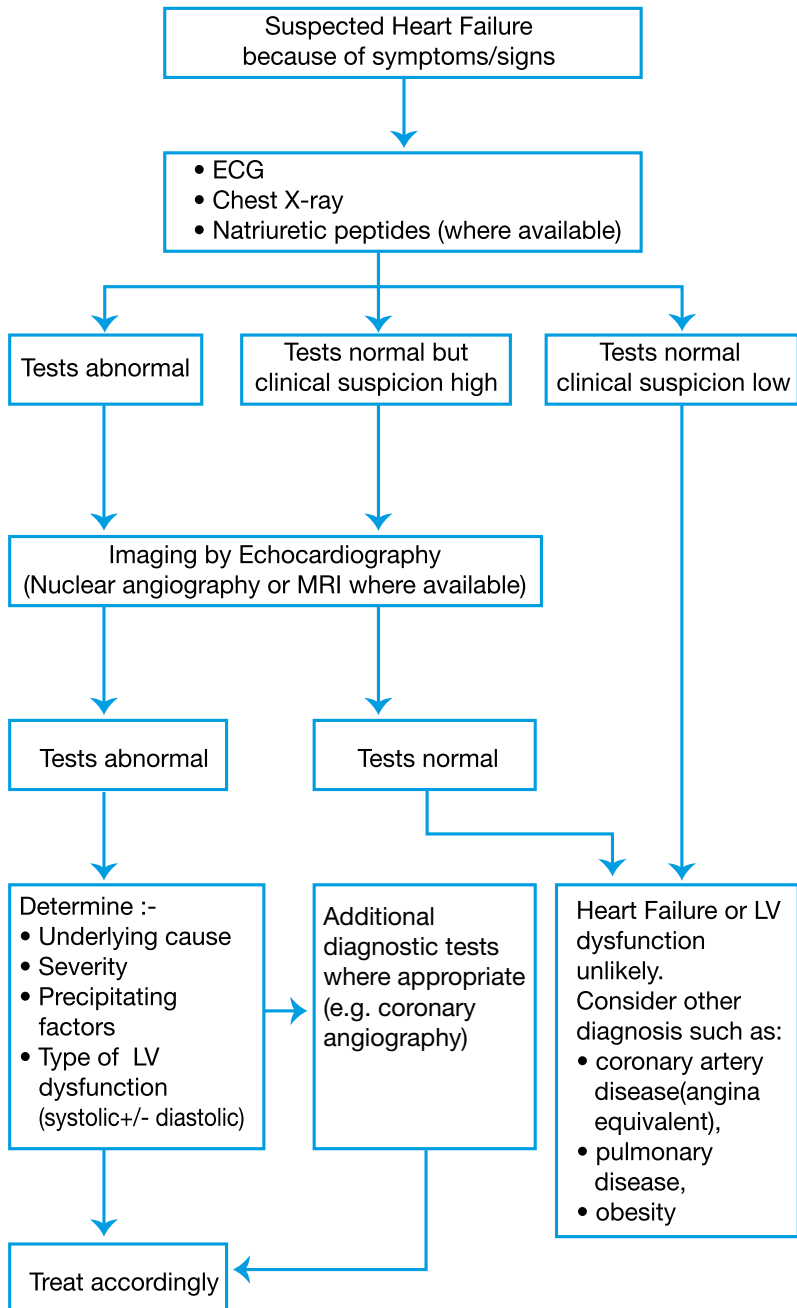 Suspected Heart Failure
because of symptoms/signs
• ECG
• Chest X-ray
• Natriuretic peptides (where available)
Tests abnormal
Tests normal but
clinical suspicion high
Tests normal
clinical suspicion low
Imaging by Echocardiography
(Nuclear angiography or MRI where available)
Tests abnormal
Tests normal
Determine :-
• Underlying cause
• Severity
• Precipitating
factors
• Type of LV
dysfunction
(systolic+/- diastolic)
Additional
diagnostic tests
where appropriate
(e.g. coronary
angiography)
Heart Failure or LV
dysfunction
unlikely.
Consider other
diagnosis such as:
• coronary artery
disease(angina
equivalent),
• pulmonary
disease,
• obesity
Treat accordingly